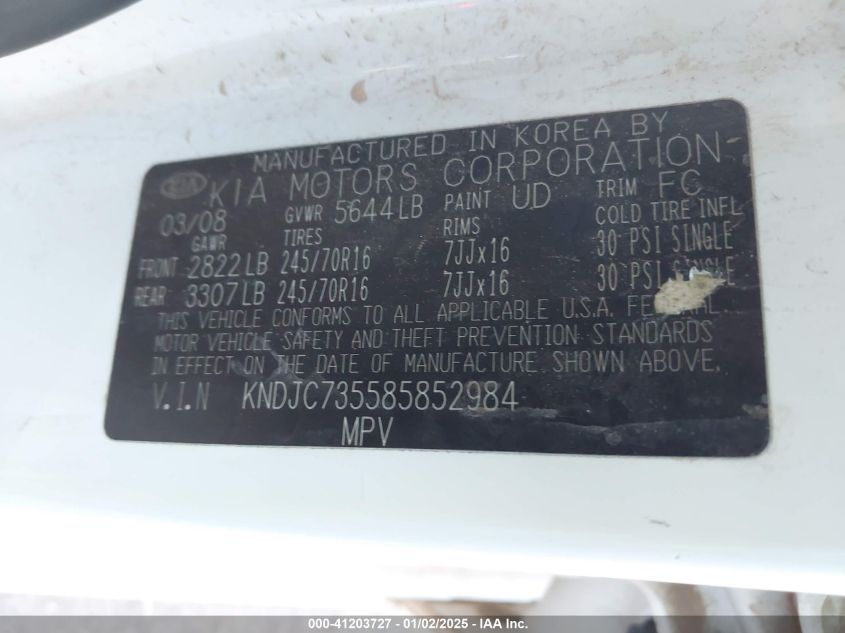 MANUFACTURED IN KOREA BY
KIA KIA MOTORS CORPORATION
03/08 GVWR 5644LB PAINT UD TRIM FC
GAWR TIRES RIMS COLD TIRE INFL
FRONT 2822LB 245/70R16 7JJx16 30 PSI SINGLE
REAR 3307LB 245/70R16 7JJx16 30 PSI SINGLE
THIS VEHICLE CONFORMS TO ALL APPLICABLE U.S.A. FEDERAL
MOTOR VEHICLE SAFETY AND THEFT PREVENTION STANDARDS
IN EFFECT ON THE DATE OF MANUFACTURE SHOWN ABOVE.
V.I.N KNDJC735585852984
MPV
000-41203727 - 01/02/2025 - IAA Inc.